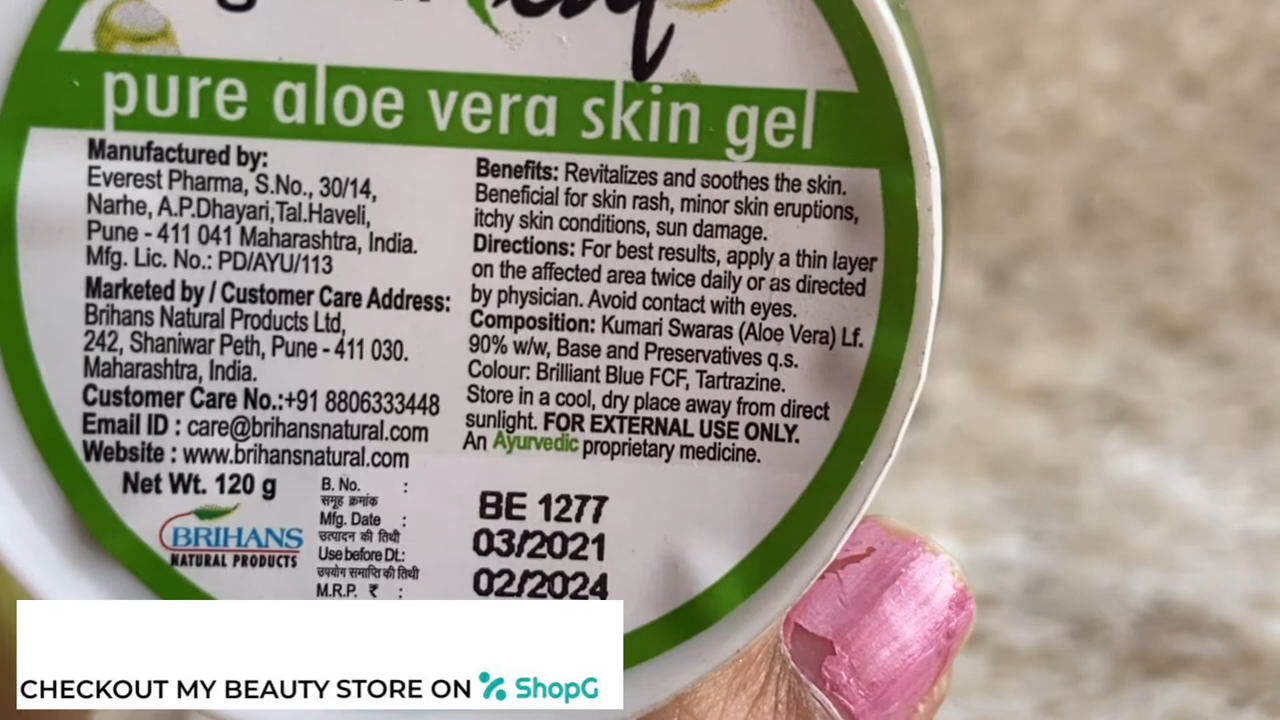 pure aloe vera skin gel
Manufactured by:
Everest Pharma, S.No., 30/14,
Narhe, A.P.Dhayari,Tal.Haveli,
Pune - 411 041 Maharashtra, India.
Mfg. Lic. No.: PD/AYU/113
Marketed by / Customer Care Address:
Brihans Natural Products Ltd,
242, Shaniwar Peth, Pune - 411 030.
Maharashtra, India.
Customer Care No.:+91 8806333448
Email ID : care@brihansnatural.com
Website : www.brihansnatural.com
Net Wt. 120 g
BRIHANS
NATURAL PRODUCTS
Benefits: Revitalizes and soothes the skin.
Beneficial for skin rash, minor skin eruptions,
itchy skin conditions, sun damage.
Directions: For best results, apply a thin layer
on the affected area twice daily or as directed
by physician. Avoid contact with eyes.
Composition: Kumari Swaras (Aloe Vera) Lf.
90% w/w, Base and Preservatives q.s.
Colour: Brilliant Blue FCF, Tartrazine.
Store in a cool, dry place away from direct
sunlight. FOR EXTERNAL USE ONLY.
An Ayurvedic proprietary medicine.
B. No. : BE 1277
समूह क्रमांक
Mfg. Date : 03/2021
उत्पादन की तिथी
Use before Dt.: 02/2024
उपयोग समाप्ति की तिथी
M.R.P. ₹ :
CHECKOUT MY BEAUTY STORE ON ShopG